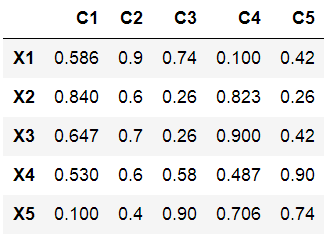 C1 C2 C3 C4 C5
X1 0.586 0.9 0.74 0.100 0.42
X2 0.840 0.6 0.26 0.823 0.26
X3 0.647 0.7 0.26 0.900 0.42
X4 0.530 0.6 0.58 0.487 0.90
X5 0.100 0.4 0.90 0.706 0.74